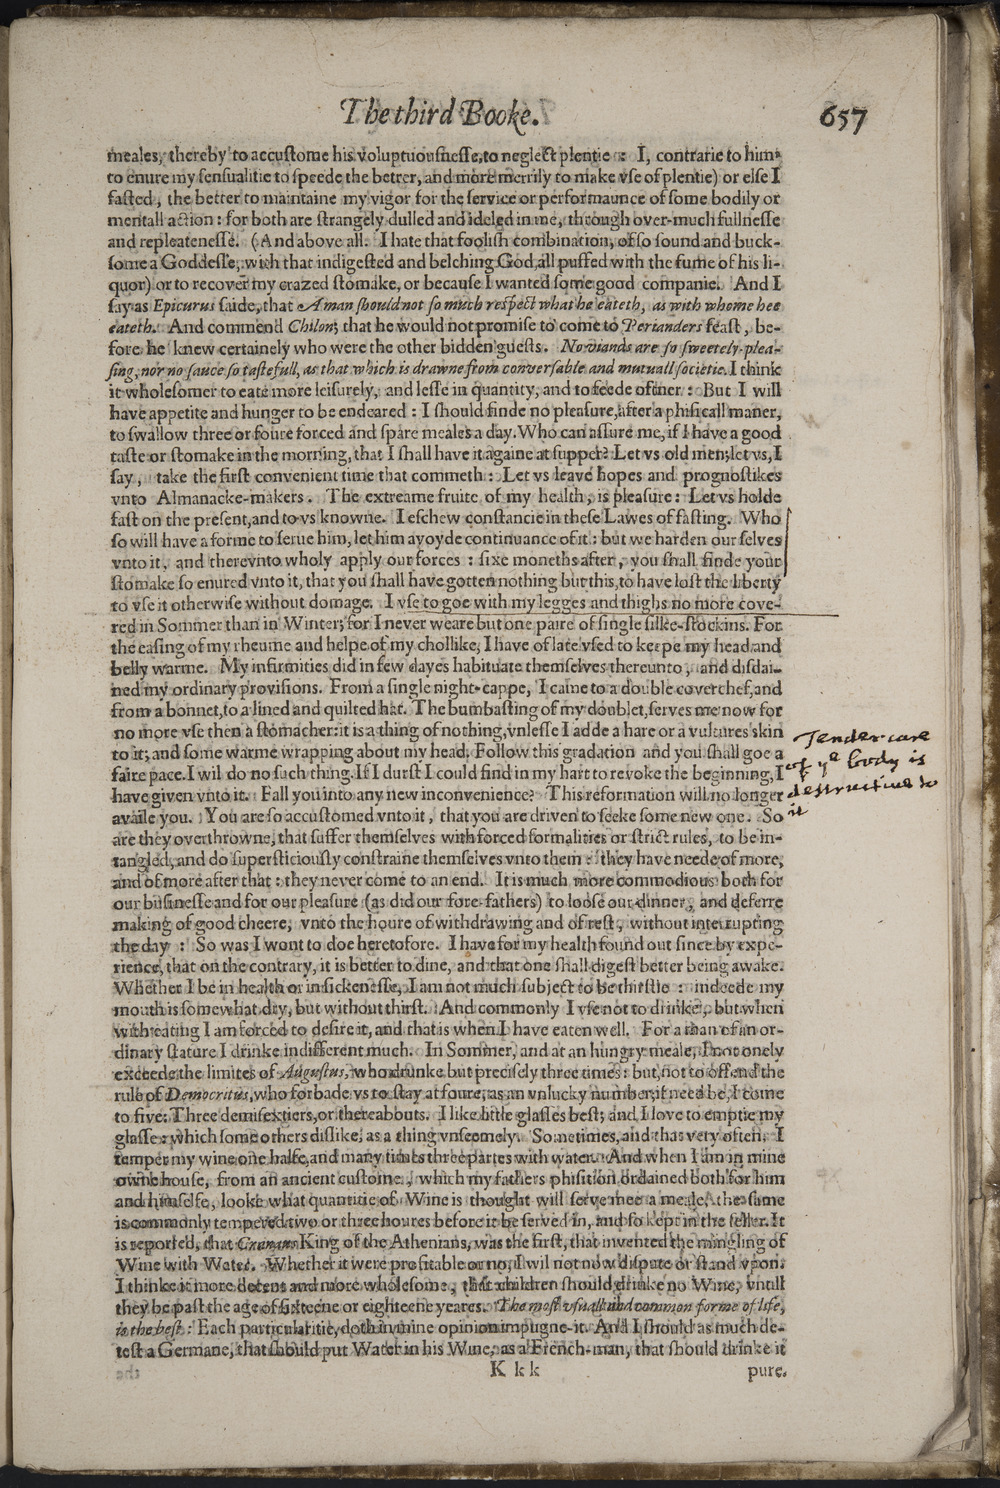 The third Booke.
657
meales, thereby to accuſtome his voluptuouſneſſe, to neglect plentie: I, contrarie to him,
to enure my ſenſualitie to ſpeede the better, and more merrily to make vſe of plentie) or elſe I
faſted, the better to maintaine my vigor for the ſervice or performaunce of ſome bodily or
mentall action: for both are ſtrangely dulled and ideled in me, through over-much fullneſſe
and repleateneſſe. (And above all. I hate that fooliſh combination, of ſo ſound and buck-
ſome a Goddeſſe, with that indigeſted and belching God, all puffed with the fume of his li-
quor) or to recover my crazed ſtomake, or becauſe I wanted ſome good companie. And I
ſay as Epicurus ſaide, that A man ſhould not ſo much reſpect what he eateth, as with whome hee
eateth. And commend Chilon, that he would not promiſe to come to Perianders feaſt, be-
fore he knew certainely who were the other bidden gueſts. No viands are ſo ſweetely plea-
ſing, nor no ſauce ſo taſtefull, as that which is drawne from converſable and mutuall ſocietie. I think
it wholeſomer to eate more leiſurely, and leſſe in quantity, and to feede oftner: But I will
have appetite and hunger to be endeared: I ſhould finde no pleaſure, after a phiſicall maner,
to ſwallow three or foure forced and ſpare meales a day. Who can aſſure me, if I have a good
taſte or ſtomake in the morning, that I ſhall have it againe at ſupper? Let vs old men; let vs, I
ſay, take the firſt convenient time that commeth: Let vs leave hopes and prognoſtikes
vnto Almanacke-makers. The extreame fruite of my health, is pleaſure: Let vs holde
faſt on the preſent, and to vs knowne. I eſchew conſtancie in theſe Lawes of faſting. Who
ſo will have a forme to ſerue him, let him avoyde continuance of it: but we harden our ſelves
vnto it, and therevnto wholy apply our forces: ſixe moneths after, you ſhall finde your
ſtomake ſo enured vnto it, that you ſhall have gotten nothing but this, to have loſt the liberty
to vſe it otherwiſe without domage. I vſe to goe with my legges and thighs no more cove-
red in Sommer than in Winter; for I never weare but one paire of ſingle ſilke-ſtockins. For
the eaſing of my rheume and helpe of my chollike, I have of late vſed to keepe my head and
belly warme. My infirmities did in few dayes habituate themſelves thereunto, and diſdai-
ned my ordinary proviſions. From a ſingle night-cappe, I came to a double coverchef, and
from a bonnet, to a lined and quilted hat. The bumbaſting of my doublet, ſerves me now for
no more vſe then a ſtomacher: it is a thing of nothing, vnleſſe I adde a hare or a vultures skin
to it; and ſome warme wrapping about my head. Follow this gradation and you ſhall goe a
faire pace. I wil do no ſuch thing. If I durſt I could find in my hart to revoke the beginning, I
have given vnto it. Fall you into any new inconvenience? This reformation will no longer
availe you. You are ſo accuſtomed vnto it, that you are driven to ſeeke ſome new one. So
are they overthrowne, that ſuffer themſelves with forced formalities or ſtrict rules, to be in-
tangled, and do ſuperſticiouſly conſtraine themſelves vnto them: they have neede of more,
and of more after that: they never come to an end. It is much more commodious both for
our buſineſſe and for our pleaſure (as did our fore-fathers) to looſe our dinner, and deferre
making of good cheere, vnto the houre of withdrawing and of reſt, without interrupting
the day: So was I wont to doe heretofore. I have for my health found out ſince by expe-
rience, that on the contrary, it is better to dine, and that one ſhall digeſt better being awake.
Whether I be in health or in ſickeneſſe, I am not much ſubject to be thirſtie: indeede my
mouth is ſomewhat dry, but without thirſt. And commonly I vſe not to drinke, but when
with eating I am forced to deſire it, and that is when I have eaten well. For a man of an or-
dinary ſtature I drinke indifferent much. In Sommer, and at an hungry meale, I not onely
exceede the limites of Auguſtus, who drunke but preciſely three times: but, not to offend the
rule of Democritus, who forbade vs to ſtay at foure, as an vnlucky number, if need be, I come
to five: Three demiſextiers, or thereabouts. I like little glaſſes beſt; and I love to emptie my
glaſſe: which ſome others diſlike, as a thing vnſeemely. Sometimes, and that very often, I
temper my wine one halfe, and many times three partes with water. And when I am in mine
owne houſe, from an ancient cuſtome, which my fathers phiſition ordained both for him
and himſelfe, looke what quantitie of Wine is thought will ſerve mee a meale, the ſame
is commonly tempered two or three houres before it be ſerved in, and ſo kept in the ſeller. It
is reported, that Cranaus King of the Athenians, was the firſt, that invented the mingling of
Wine with Water. Whether it were profitable or no, I wil not now diſpute or ſtand vpon.
I thinke it more decent and more wholeſome, that children ſhould drinke no Wine, vntill
they be paſt the age of ſixteene or eighteene yeares. The moſt vſuall and common forme of life,
is the beſt: Each particularitie, doth in mine opinion impugne it. And I ſhould as much de-
teſt a Germane, that ſhould put Water in his Wine, as a French-man, that ſhould drinke it
K k k
pure.
Tender care
of ye body is
destructive to
it